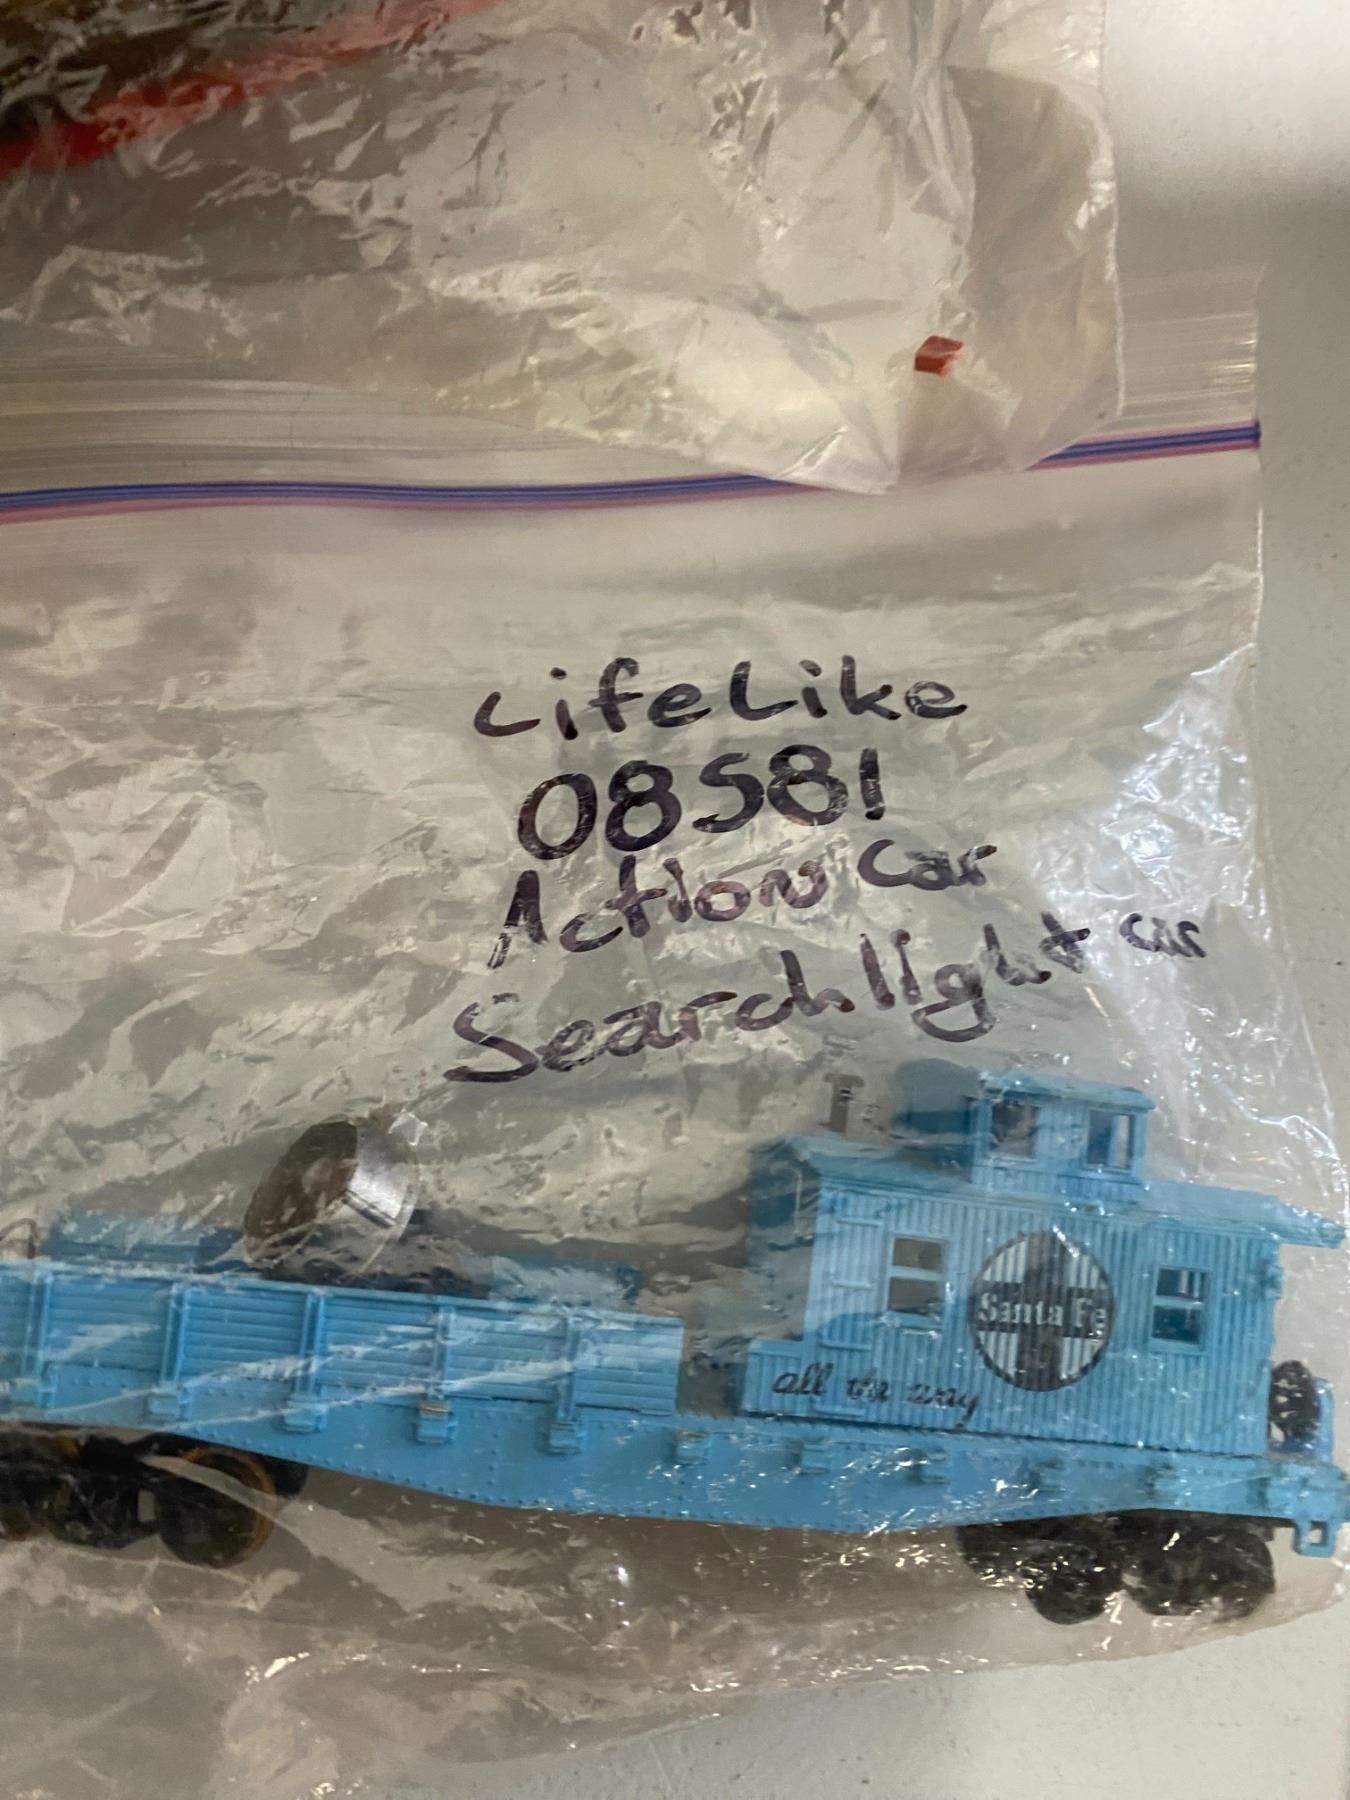 LifeLike
08581
Action Car
Searchlight car
Santa Fe
all the way